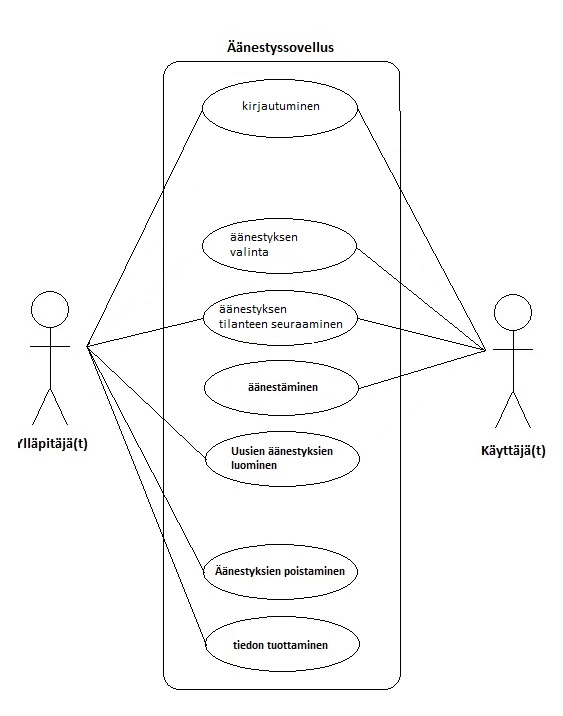 Äänestyssovellus
kirjautuminen
äänestyksen
valinta
äänestyksen
tilanteen seuraaminen
äänestäminen
Ylläpitäjä(t)
Käyttäjä(t)
Uusien äänestyksien
luominen
Äänestyksien poistaminen
tiedon tuottaminen